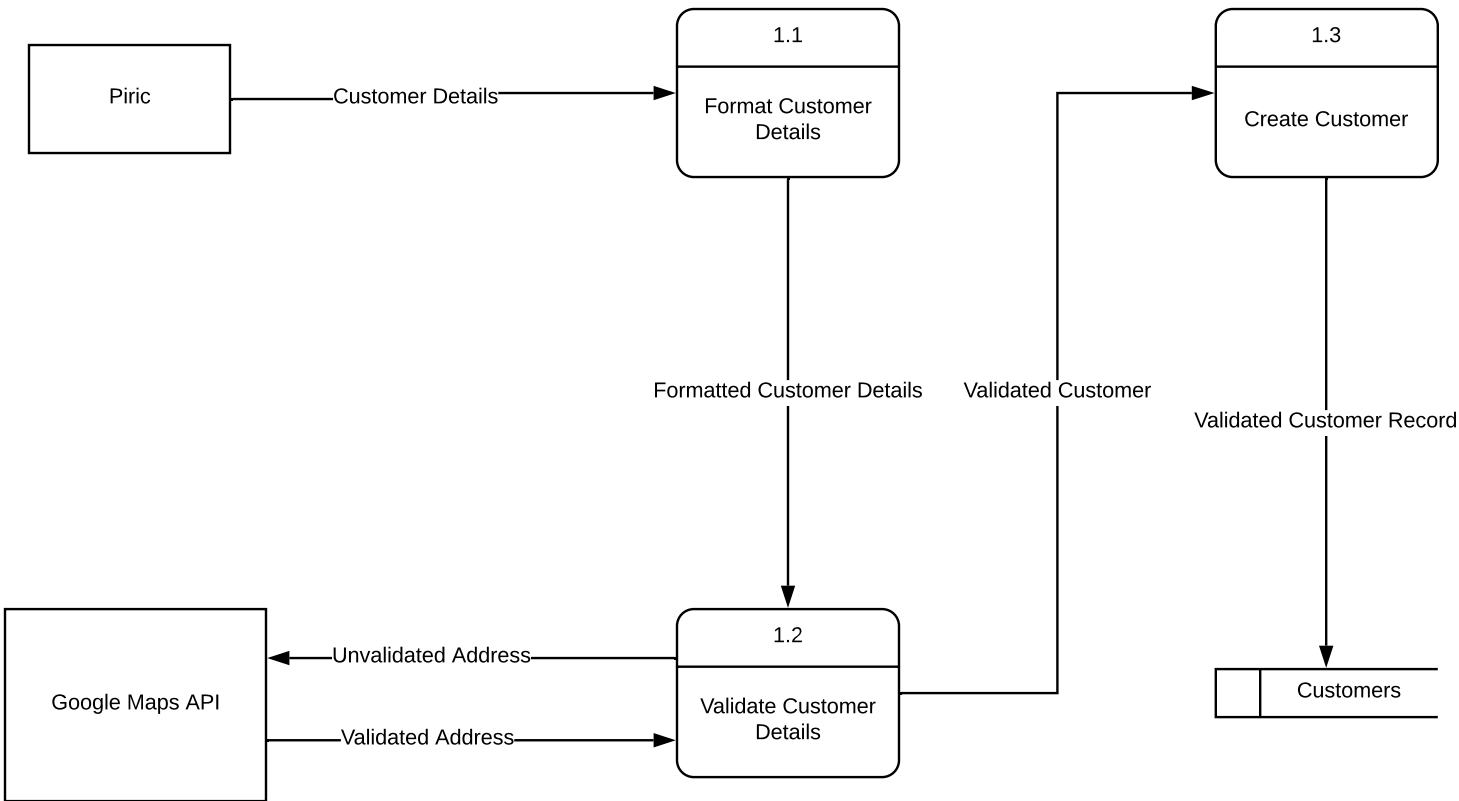 1.1
1.3
Piric
Customer Details
Format Customer
Details
Create Customer
Formatted Customer Details
Validated Customer
Validated Customer Record
1.2
Unvalidated Address
Google Maps API
Validate Customer
Details
Validated Address
Customers